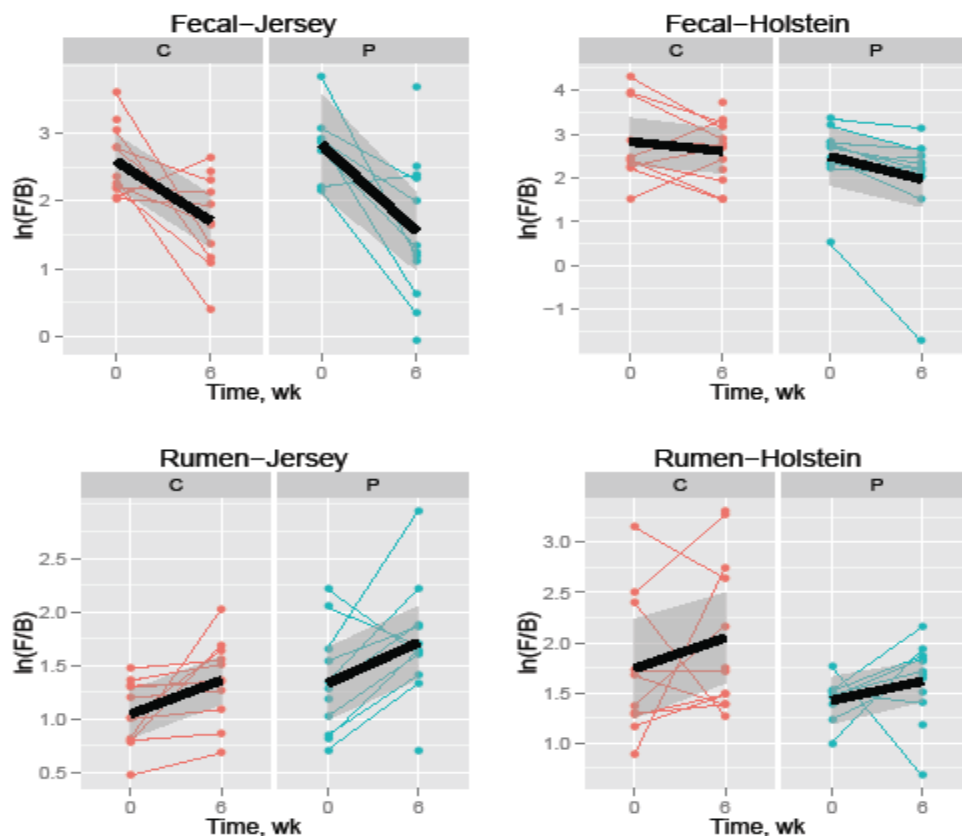 Fecal−Jersey
C P
ln(F/B)
3
2
1
0
0 6 0 6
Time, wk
Fecal−Holstein
C P
ln(F/B)
4
3
2
1
0
−1
0 6 0 6
Time, wk
Rumen−Jersey
C P
ln(F/B)
2.5
2.0
1.5
1.0
0.5
0 6 0 6
Time, wk
Rumen−Holstein
C P
ln(F/B)
3.0
2.5
2.0
1.5
1.0
0 6 0 6
Time, wk